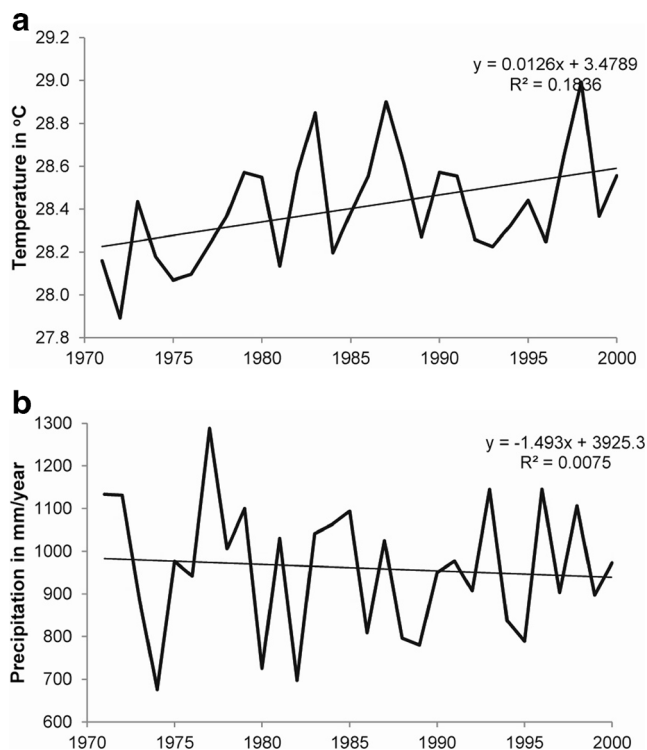 a
29.2
y = 0.0126x + 3.4789
29.0
R² = 0.1836
28.8
28.6
28.4
28.2
28.0
27.8
Temperature in ºC
1970 1975 1980 1985 1990 1995 2000
b
1300
y = -1.493x + 3925.3
1200
R² = 0.0075
1100
1000
900
800
700
600
Precipitation in mm/year
1970 1975 1980 1985 1990 1995 2000